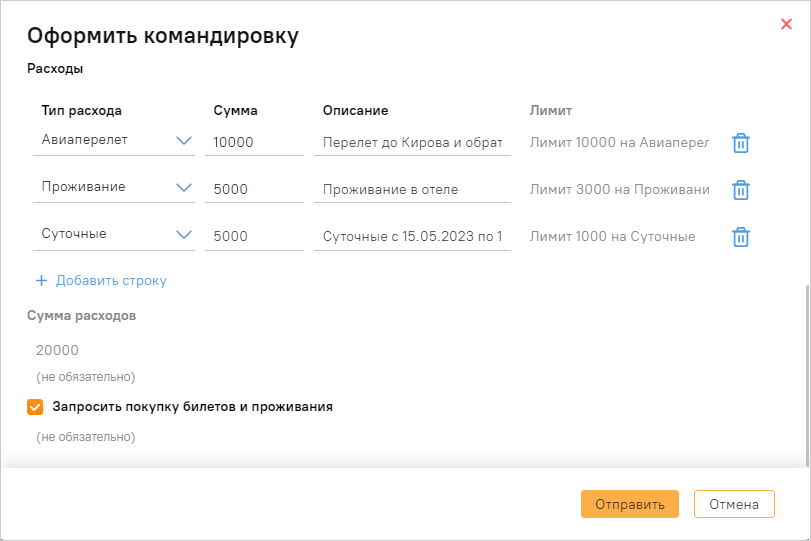 Оформить командировку
Расходы
Тип расхода Сумма Описание Лимит
Авиаперелет 10000 Перелет до Кирова и обрат Лимит 10000 на Авиаперел
Проживание 5000 Проживание в отеле Лимит 3000 на Проживани
Суточные 5000 Суточные с 15.05.2023 по 1 Лимит 1000 на Суточные
+ Добавить строку
Сумма расходов
20000
(не обязательно)
Запросить покупку билетов и проживания
(не обязательно)
Отправить Отмена